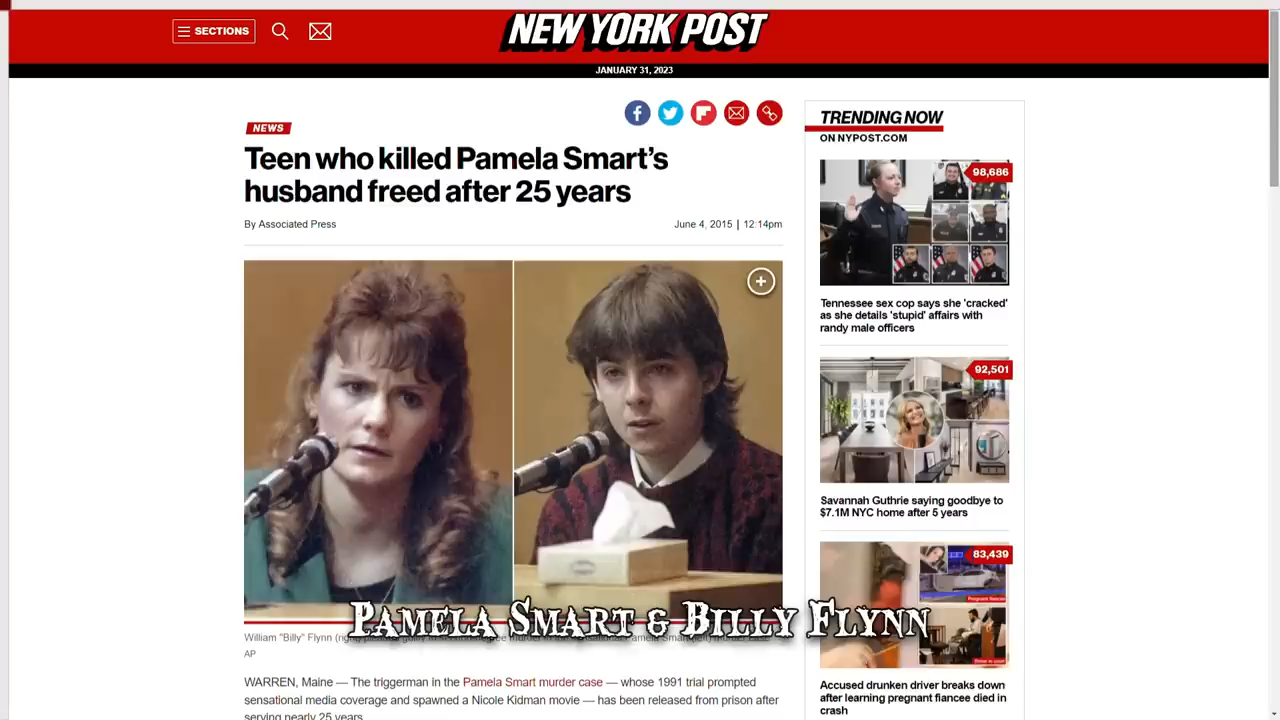 SECTIONS
NEW YORK POST
JANUARY 31, 2023
NEWS
Teen who killed Pamela Smart's
husband freed after 25 years
By Associated Press
June 4, 2015 | 12:14pm
PAMELA SMART & BILLY FLYNN
William "Billy" Flynn
AP
WARREN, Maine — The triggerman in the Pamela Smart murder case — whose 1991 trial prompted
sensational media coverage and spawned a Nicole Kidman movie — has been released from prison after
serving nearly 25 years
TRENDING NOW
ON NYPOST.COM
98,686
Tennessee sex cop says she 'cracked'
as she details 'stupid' affairs with
randy male officers
92,501
Savannah Guthrie saying goodbye to
$7.1M NYC home after 5 years
83,439
Accused drunken driver breaks down
after learning pregnant fiancee died in
crash